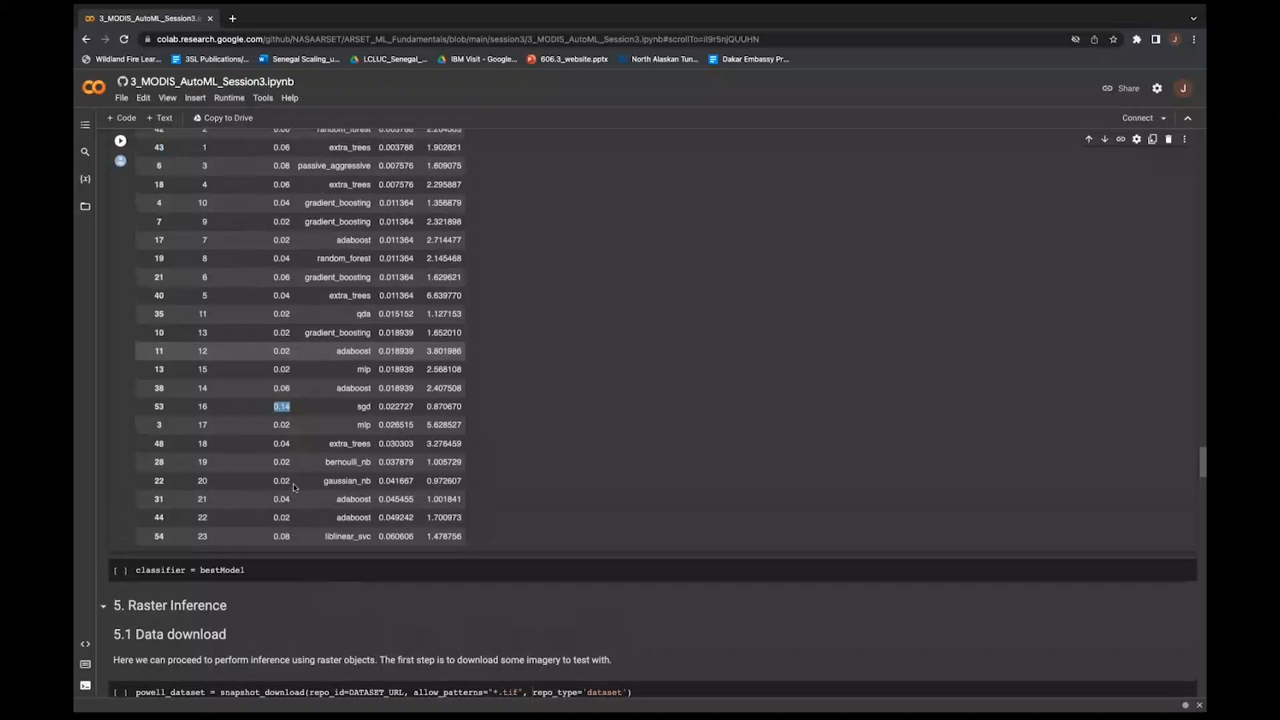 3_MODIS_AutoML_Session3.ij
colab.research.google.com/github/NASAARSET/ARSET_ML_Fundamentals/blob/main/session3/3_MODIS_AutoML_Session3.ipynb#scrollTo=iI9r5njQUUHN
Wildland Fire Lear... 3SL Publications/... Senegal Scaling_u... LCLUC_Senegal_... IBM Visit - Google... 606.3_website.pptx North Alaskan Tun... Dakar Embassy Pr...
3_MODIS_AutoML_Session3.ipynb
Share J
File Edit View Insert Runtime Tools Help
+ Code + Text Copy to Drive Connect
42 2 0.06 random_forest 0.003788 2.204505
43 1 0.06 extra_trees 0.003788 1.902821
6 3 0.08 passive_aggressive 0.007576 1.609075
18 4 0.06 extra_trees 0.007576 2.295887
4 10 0.04 gradient_boosting 0.011364 1.356879
7 9 0.02 gradient_boosting 0.011364 2.321898
17 7 0.02 adaboost 0.011364 2.714477
19 8 0.04 random_forest 0.011364 2.145468
21 6 0.06 gradient_boosting 0.011364 1.629621
40 5 0.04 extra_trees 0.011364 6.639770
35 11 0.02 qda 0.015152 1.127153
10 13 0.02 gradient_boosting 0.018939 1.652010
11 12 0.02 adaboost 0.018939 3.801986
13 15 0.02 mlp 0.018939 2.568108
38 14 0.06 adaboost 0.018939 2.407508
53 16 0.14 sgd 0.022727 0.870670
3 17 0.02 mlp 0.026515 5.628527
48 18 0.04 extra_trees 0.030303 3.276459
28 19 0.02 bernoulli_nb 0.037879 1.005729
22 20 0.02 gaussian_nb 0.041667 0.972607
31 21 0.04 adaboost 0.045455 1.001841
44 22 0.02 adaboost 0.049242 1.700973
54 23 0.08 liblinear_svc 0.060606 1.478756
[ ] classifier = bestModel
5. Raster Inference
5.1 Data download
Here we can proceed to perform inference using raster objects. The first step is to download some imagery to test with.
[ ] powell_dataset = snapshot_download(repo_id=DATASET_URL, allow_patterns="*.tif", repo_type='dataset')